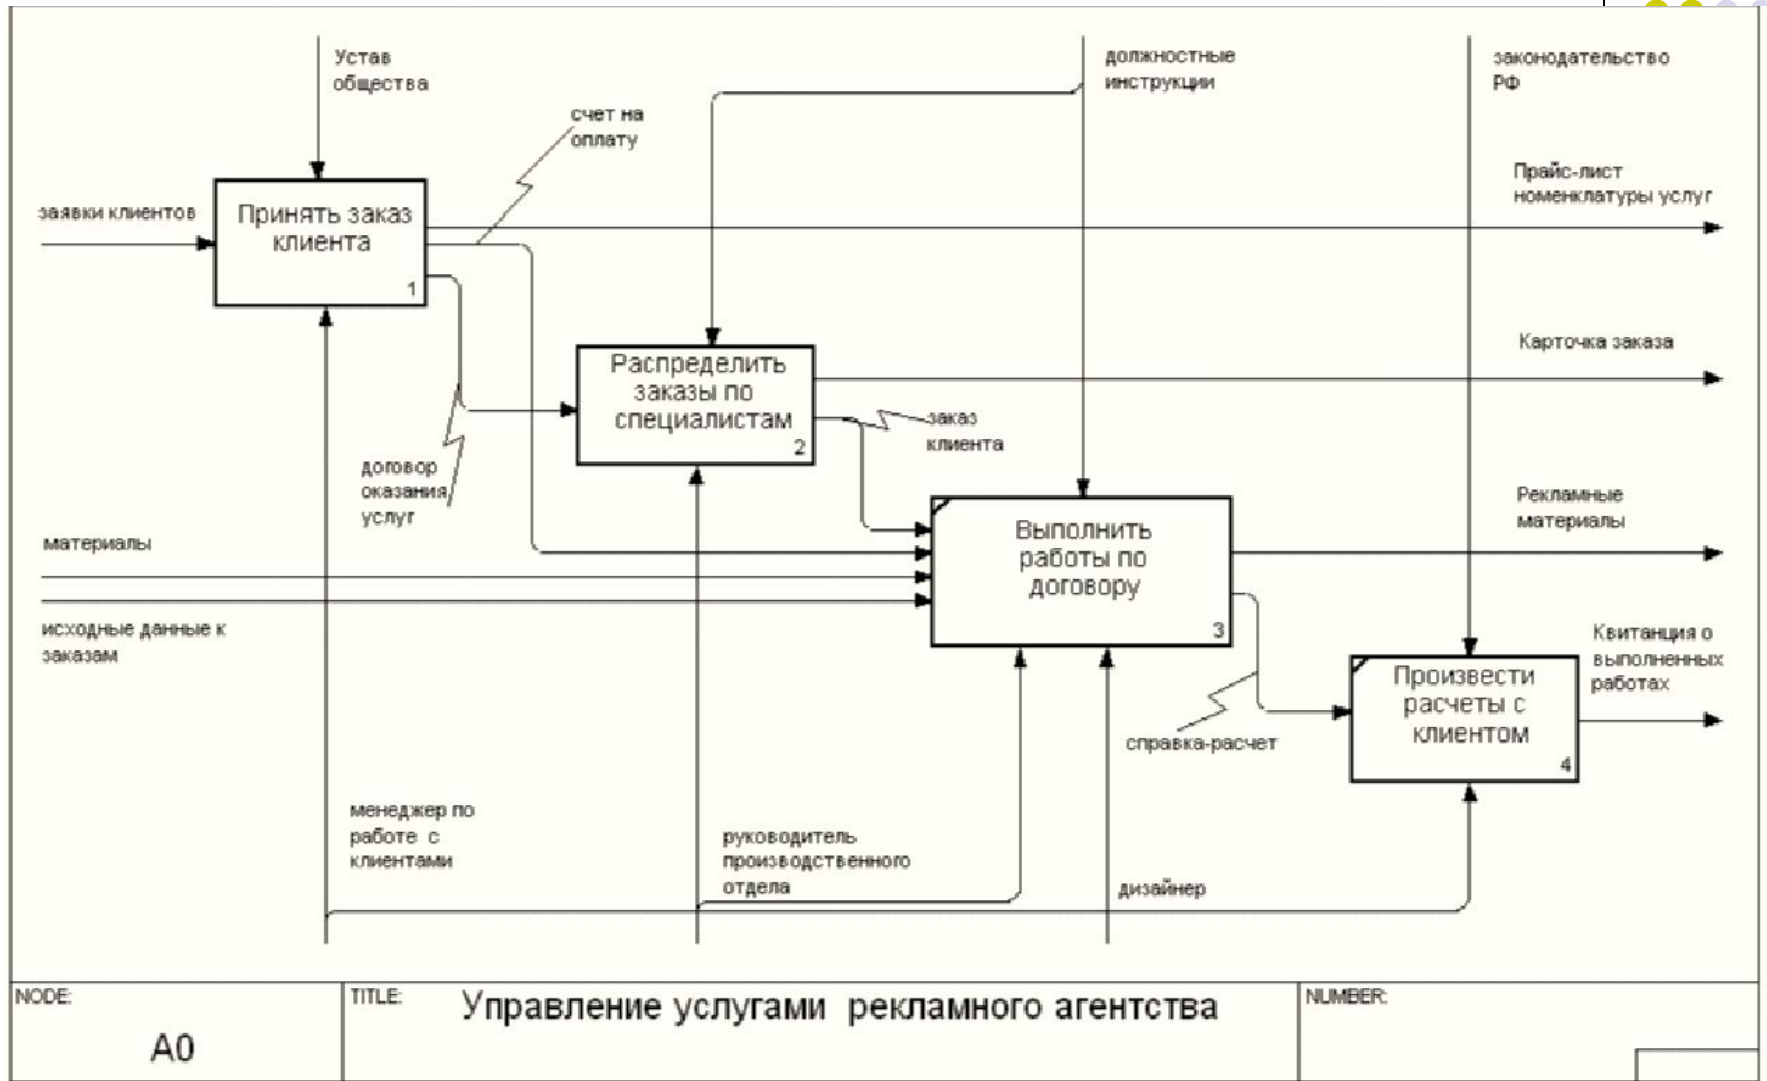 Устав
общества
должностные
инструкции
законодательство
РФ
счет на
оплату
Прайс-лист
номенклатуры услуг
заявки клиентов
Принять заказ
клиента
1
Карточка заказа
Распределить
заказы по
специалистам
2
заказ
клиента
договор
оказания
услуг
Рекламные
материалы
материалы
Выполнить
работы по
договору
3
исходные данные к
заказам
Квитанция о
выполненных
работах
Произвести
расчеты с
клиентом
4
справка-расчет
менеджер по
работе с
клиентами
руководитель
производственного
отдела
дизайнер
NODE:
A0
TITLE:
Управление услугами рекламного агентства
NUMBER: